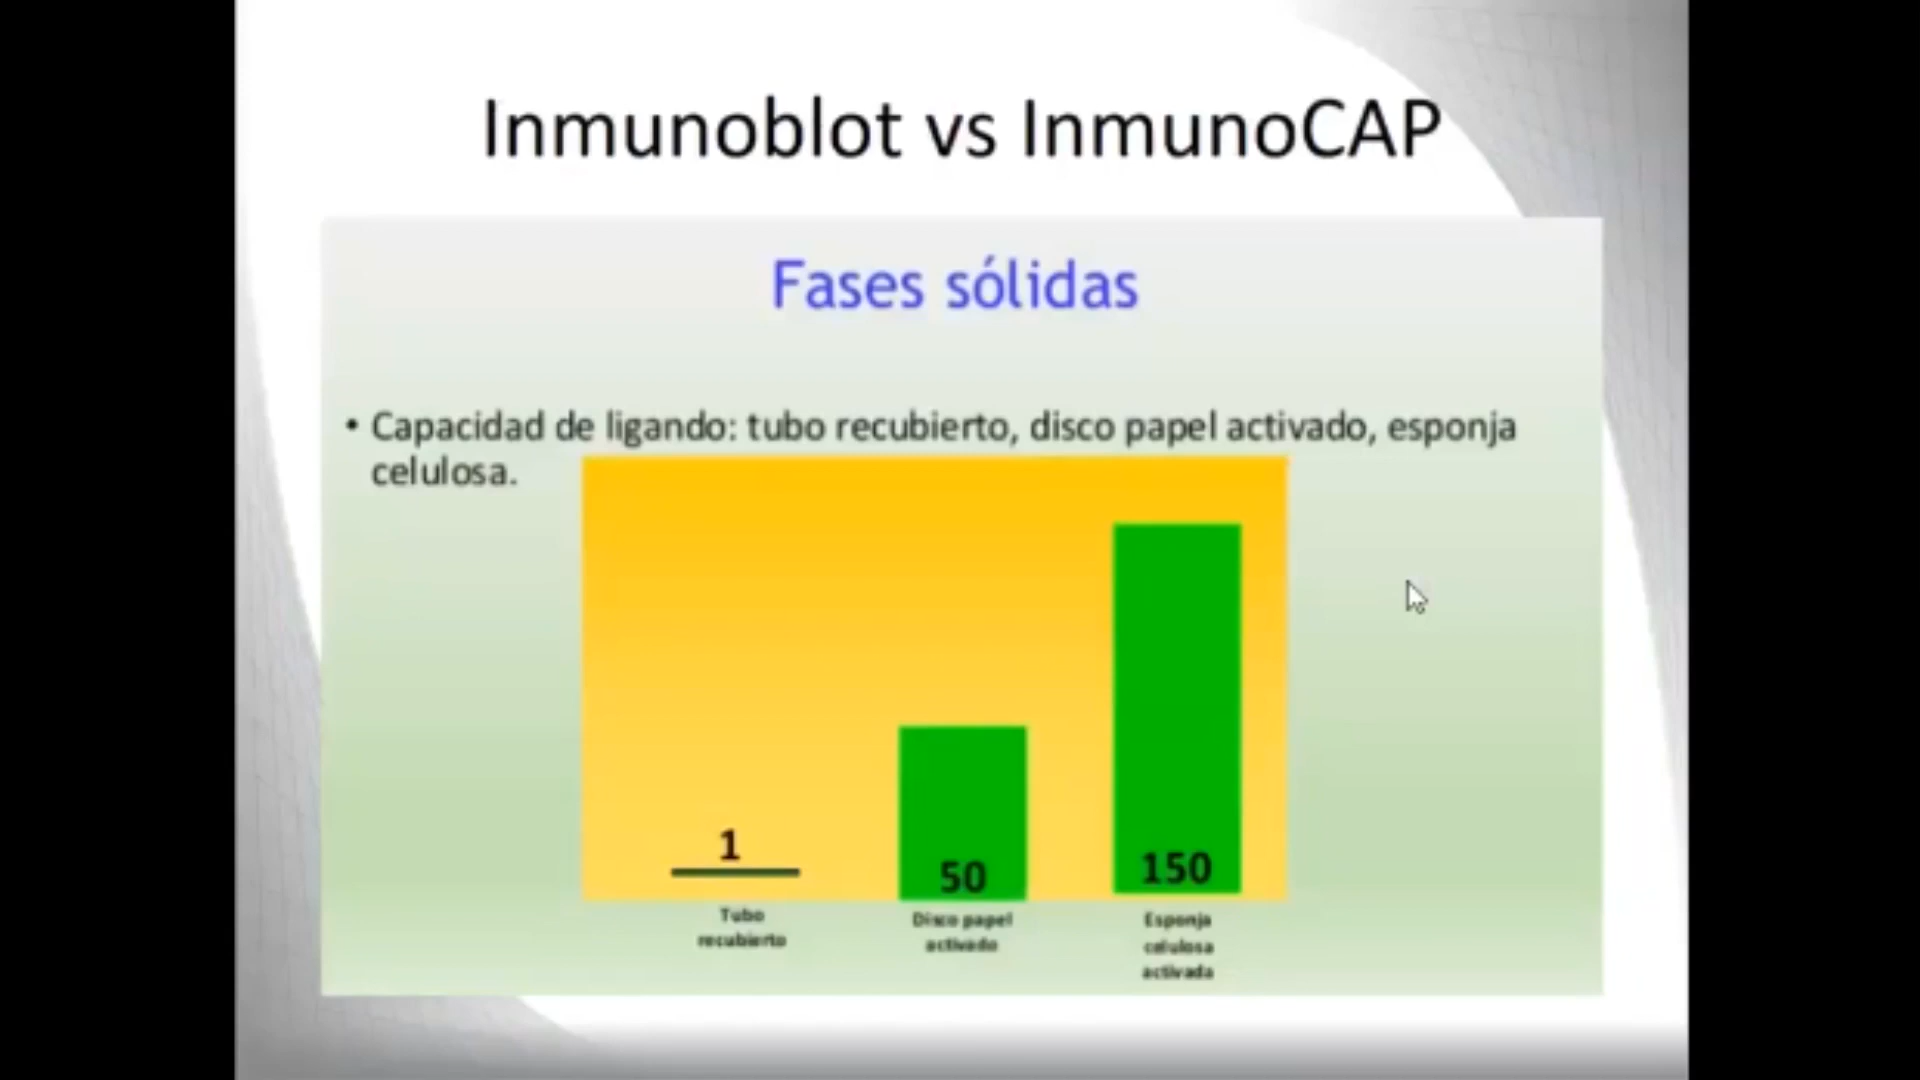 Inmunoblot vs InmunoCAP
Fases sólidas
• Capacidad de ligando: tubo recubierto, disco papel activado, esponja
celulosa.
1
50
150
Tubo
recubierto
Disco papel
activado
Esponja
celulosa
activada